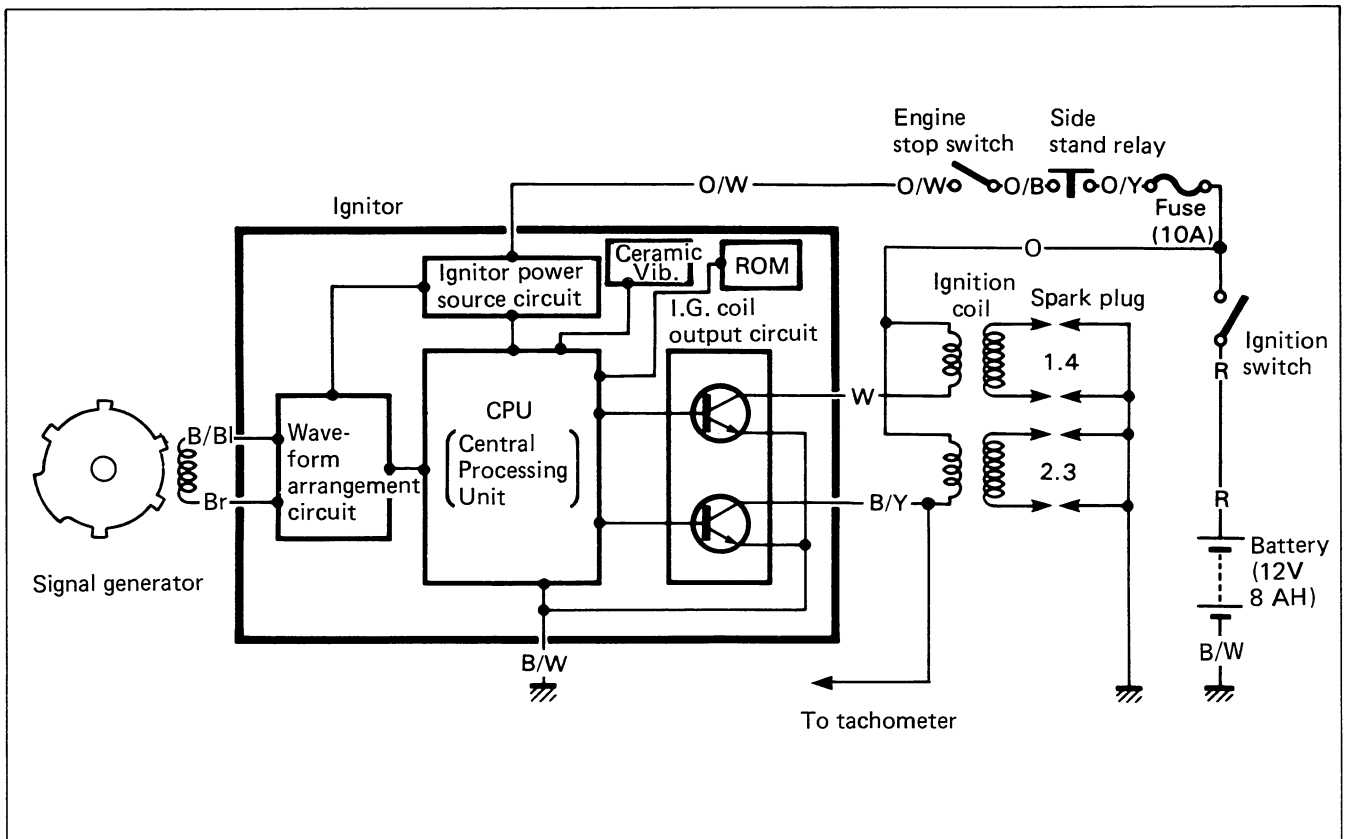 Engine
stop switch
Side
stand relay
O/W
O/W
O/B
O/Y
Fuse
(10A)
Ignitor
O
Ignitor power
source circuit
Ceramic
Vib.
ROM
I.G. coil
output circuit
Ignition
coil
Spark plug
Ignition
switch
1.4
R
W
CPU
(Central
Processing
Unit)
B/Bl
Br
Wave-
form
arrangement
circuit
2.3
B/Y
R
Signal generator
Battery
(12V
8 AH)
B/W
B/W
To tachometer